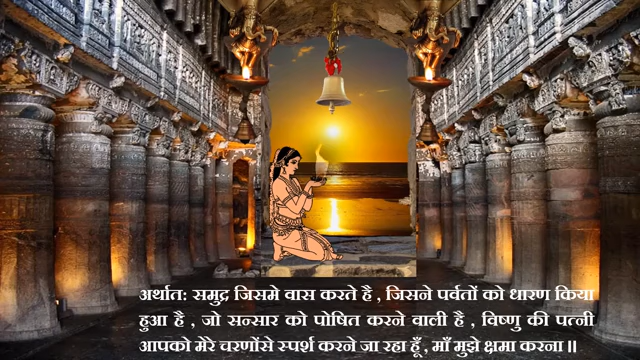 अर्थात: समुद्र जिसमे वास करते है , जिसने पर्वतों को धारण किया
हुआ है , जो सन्सार को पोषित करने वाली है , विष्णु की पत्नी
आपको मेरे चरणोंसे स्पर्श करने जा रहा हूँ , माँ मुझे क्षमा करना ॥